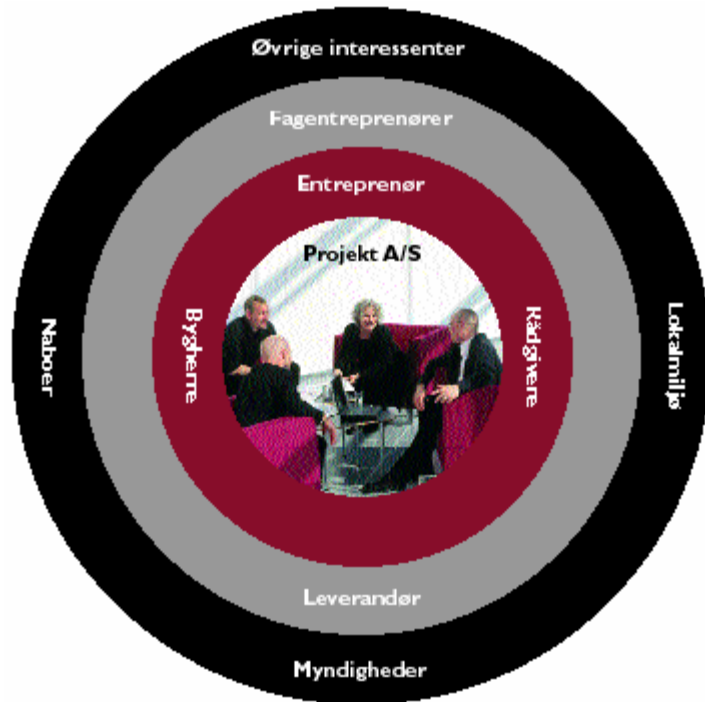 Øvrige interessenter
Fagentreprenører
Entreprenør
Projekt A/S
Bygherre
Rådgivere
Naboer
Lokalmiljø
Leverandør
Myndigheder